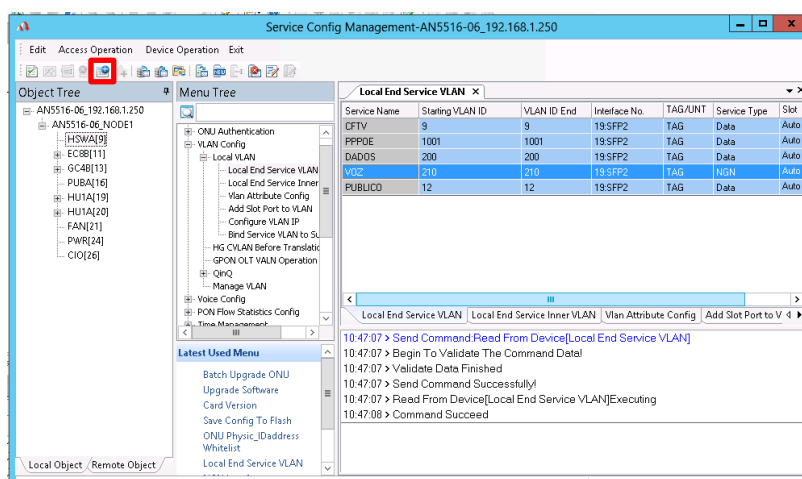 Service Config Management-AN5516-06_192.168.1.250
Edit Access Operation Device Operation Exit
Object Tree
AN5516-06_192.168.1.250
AN5516-06_NODE1
HSWA[9]
EC8B[11]
GC4B[13]
PUBA[16]
HU1A[19]
HU1A[20]
FAN[21]
PWR[24]
CIO[26]
Local Object Remote Object
Menu Tree
ONU Authentication
VLAN Config
Local VLAN
Local End Service VLAN
Local End Service Inner
Vlan Attribute Config
Add Slot Port to VLAN
Configure VLAN IP
Bind Service VLAN to Su
HG CVLAN Before Translatic
GPON OLT VALN Operation
QinQ
Manage VLAN
Voice Config
PON Flow Statistics Config
Time Management
Latest Used Menu
Batch Upgrade ONU
Upgrade Software
Card Version
Save Config To Flash
ONU Physic_IDaddress
Whitelist
Local End Service VLAN
Local End Service VLAN
Service Name Starting VLAN ID VLAN ID End Interface No. TAG/UNT Service Type Slot
CFTV 9 9 19:SFP2 TAG Data Auto
PPPOE 1001 1001 19:SFP2 TAG Data Auto
DADOS 200 200 19:SFP2 TAG Data Auto
VOZ 210 210 19:SFP2 TAG NGN Auto
PUBLICO 12 12 19:SFP2 TAG Data Auto
Local End Service VLAN Local End Service Inner VLAN Vlan Attribute Config Add Slot Port to V
10:47:07 > Send Command:Read From Device[Local End Service VLAN]
10:47:07 > Begin To Validate The Command Data!
10:47:07 > Validate Data Finished
10:47:07 > Send Command Successfully!
10:47:07 > Read From Device[Local End Service VLAN]Executing
10:47:08 > Command Succeed